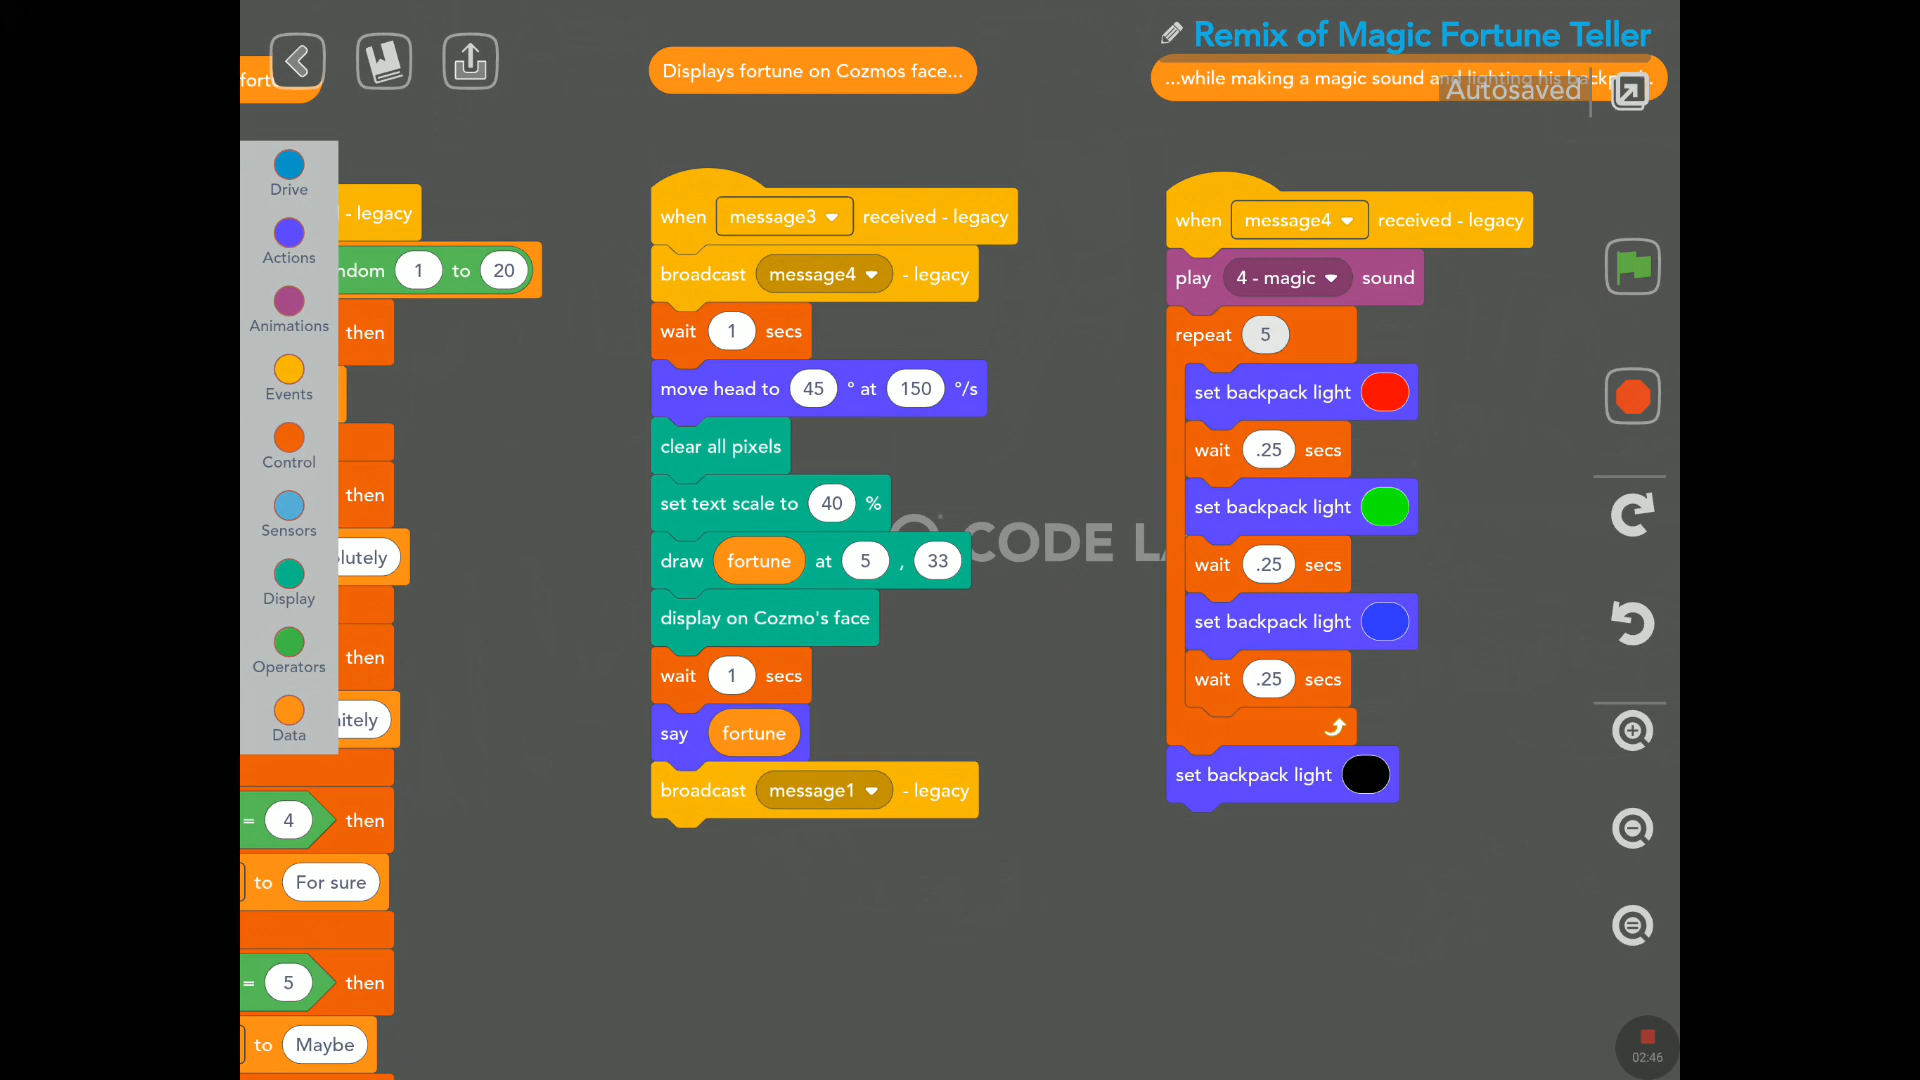 Remix of Magic Fortune Teller
Autosaved
Displays fortune on Cozmos face...
...while making a magic sound and lighting his
fort
Drive
Actions
Animations
Events
Control
Sensors
Display
Operators
Data
- legacy
ndom 1 to 20
then
then
olutely
then
nitely
= 4 then
to For sure
= 5 then
to Maybe
when message3 received - legacy
broadcast message4 - legacy
wait 1 secs
move head to 45 ° at 150 °/s
clear all pixels
set text scale to 40 %
draw fortune at 5 , 33
display on Cozmo's face
wait 1 secs
say fortune
broadcast message1 - legacy
CODE LA
when message4 received - legacy
play 4 - magic sound
repeat 5
set backpack light
wait .25 secs
set backpack light
wait .25 secs
set backpack light
wait .25 secs
set backpack light
02:46